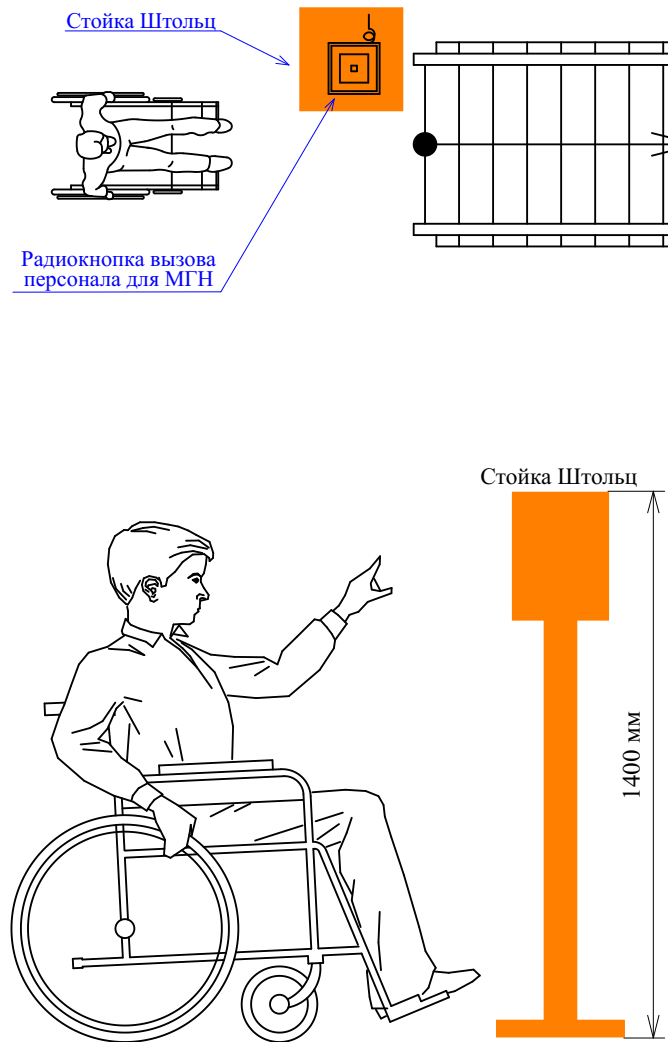 Стойка Штольц
Радиокнопка вызова
персонала для МГН
Стойка Штольц
1400 мм